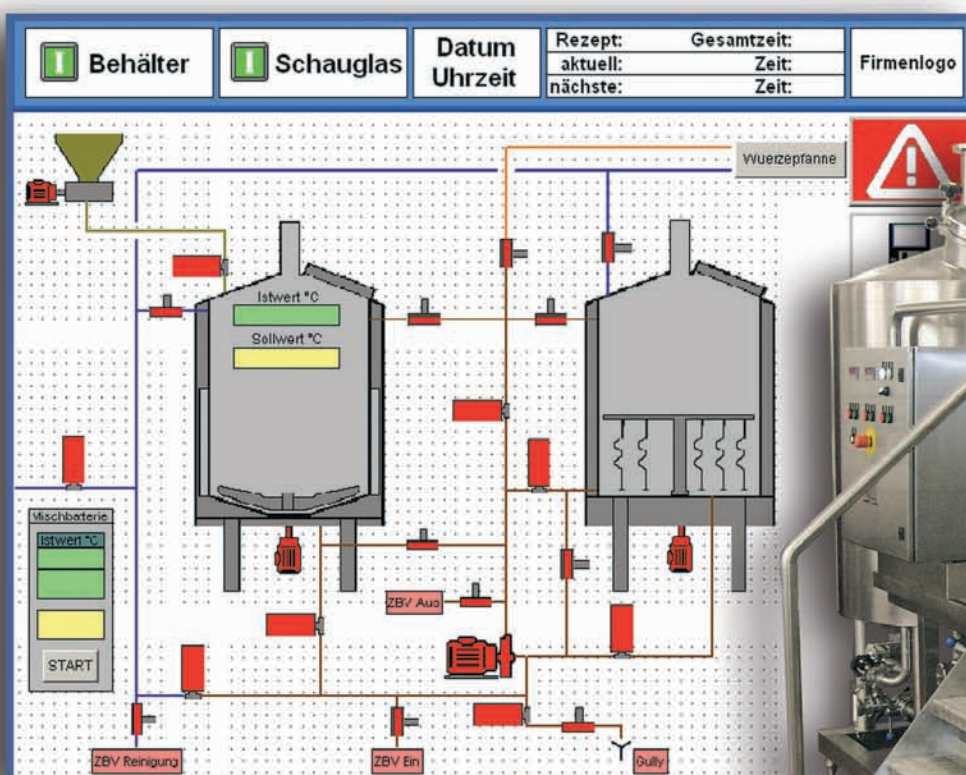 I Behälter
I Schauglas
Datum
Uhrzeit
Rezept: Gesamtzeit:
aktuell: Zeit:
nächste: Zeit:
Firmenlogo
Wuerzepfanne
Istwert °C
Sollwert °C
Mischbatterie
Istwert °C
START
ZBV Aus
ZBV Reinigung
ZBV Ein
Gully